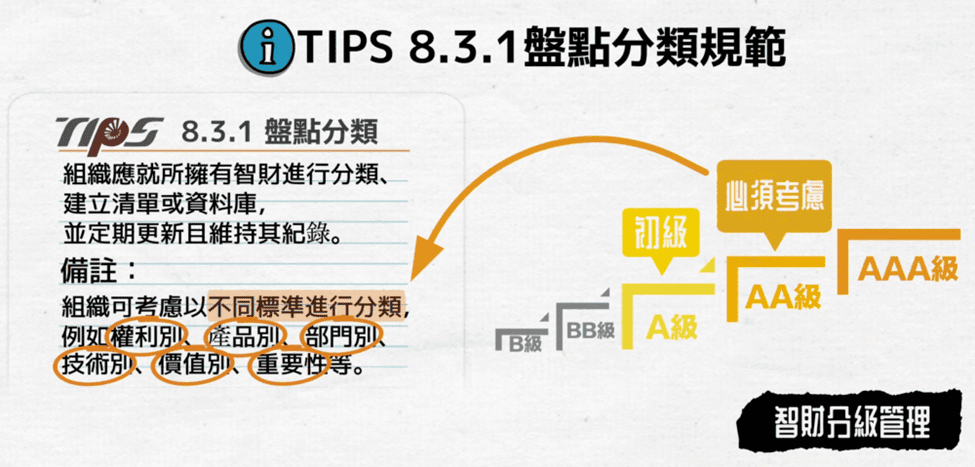 i TIPS 8.3.1盤點分類規範
TIPS 8.3.1 盤點分類
組織應就所擁有智財進行分類、
建立清單或資料庫,
並定期更新且維持其紀錄。
備註：
組織可考慮以不同標準進行分類,
例如權利別、產品別、部門別、
技術別、價值別、重要性等。
必須考慮
初級
AAA級
AA級
A級
BB級
B級
智財分級管理